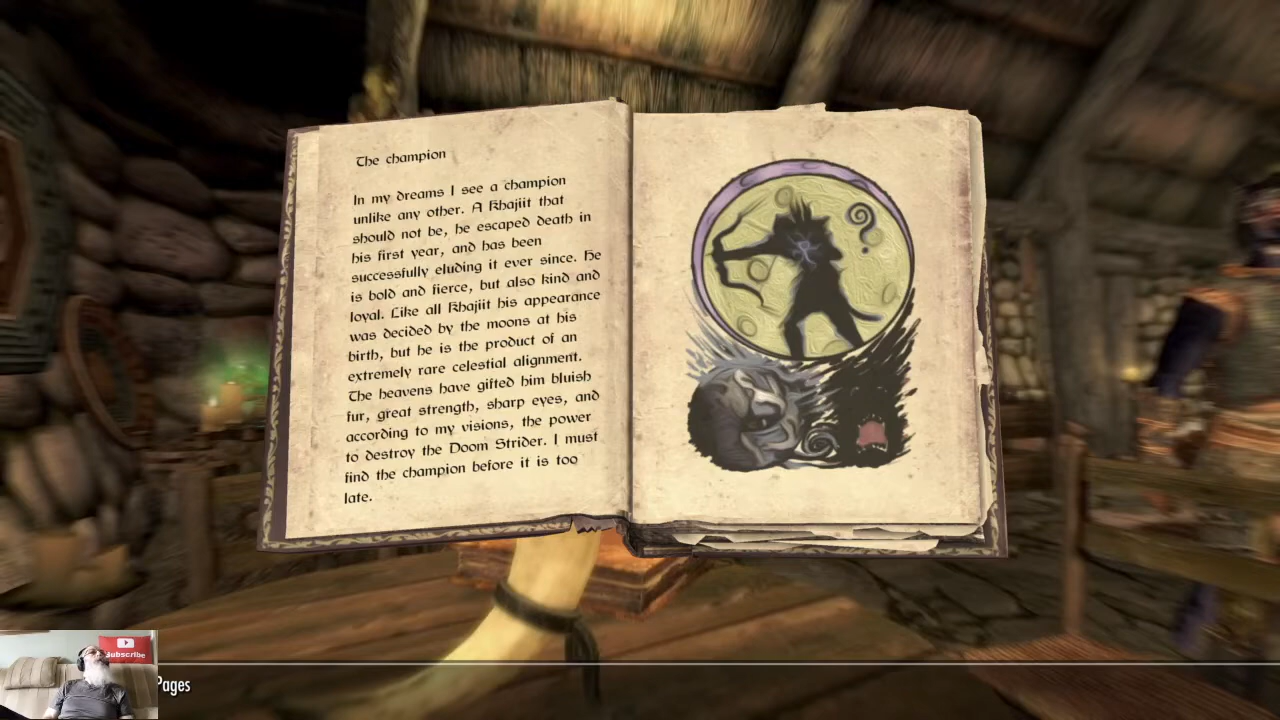 The champion
In my dreams I see a champion
unlike any other. A Khajiit that
should not be, he escaped death in
his first year, and has been
successfully eluding it ever since. He
is bold and fierce, but also kind and
loyal. Like all Khajiit his appearance
was decided by the moons at his
birth, but he is the product of an
extremely rare celestial alignment.
The heavens have gifted him bluish
fur, great strength, sharp eyes, and
according to my visions, the power
to destroy the Doom Strider. I must
find the champion before it is too
late.
?
Subscribe
Pages